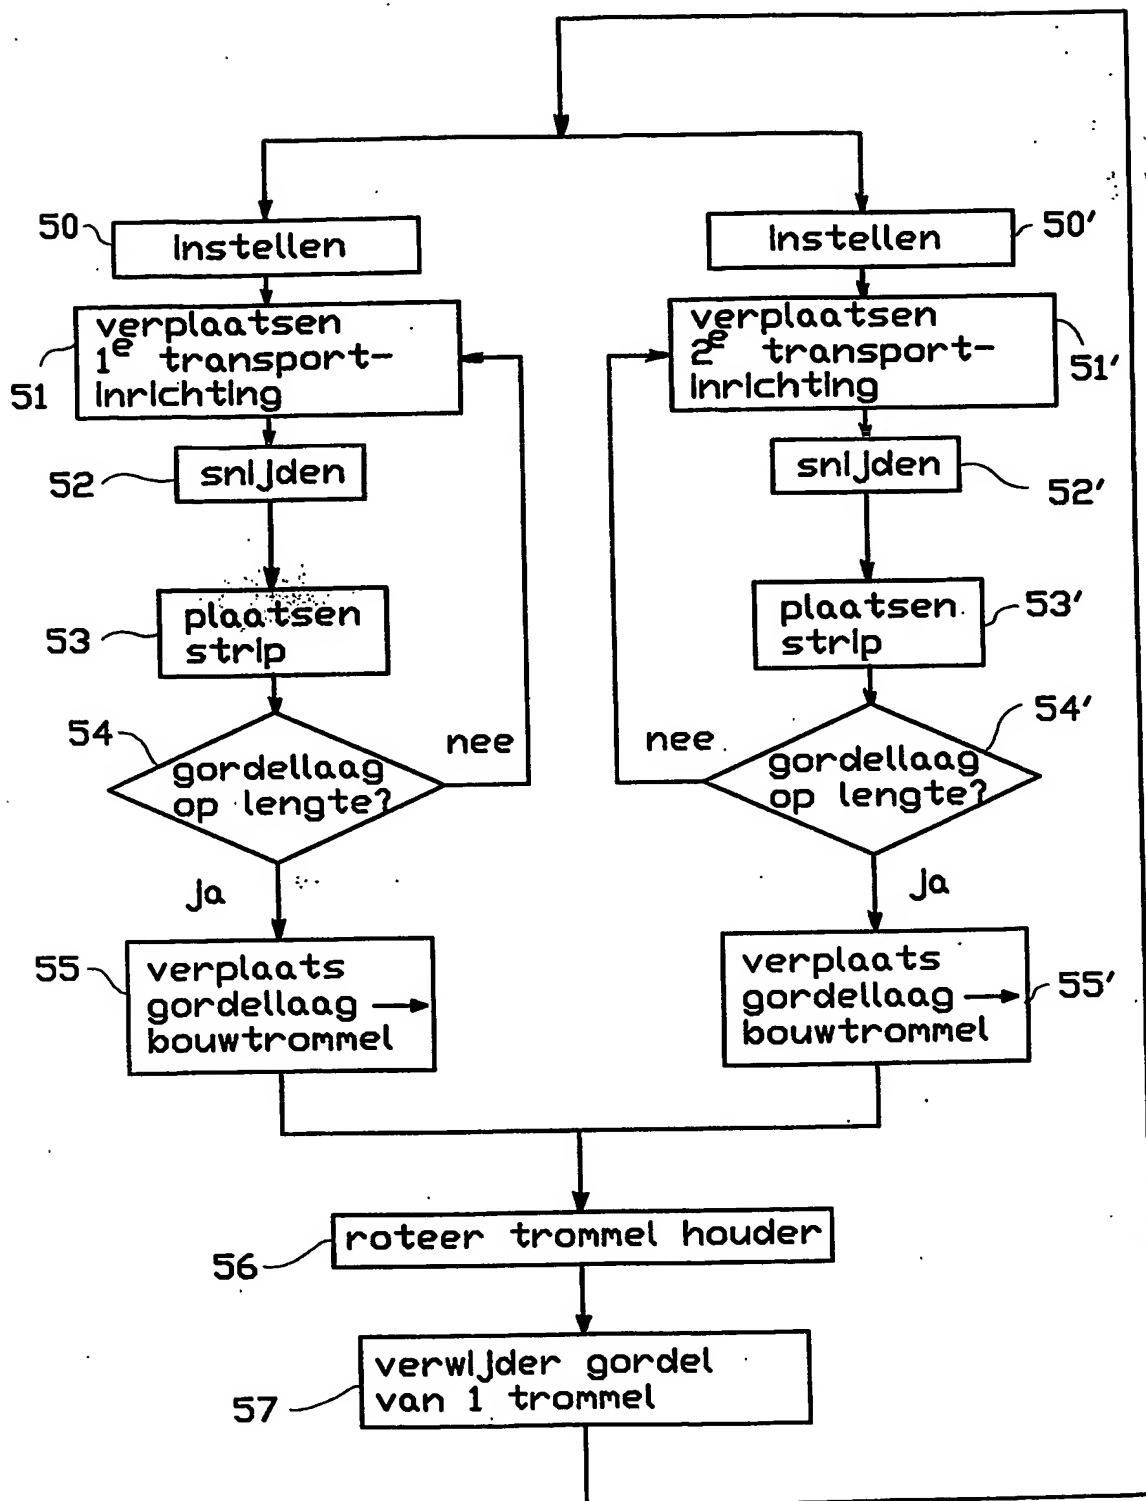 50
Instellen
50'
Instellen
51
verplaatsen
1e transport-
Inrichting
51'
verplaatsen
2e transport-
Inrichting
52
snijden
52'
snijden
53
plaatsen
strip
53'
plaatsen
strip
54
gordellaag
op lengte?
nee
54'
gordellaag
op lengte?
nee
ja
ja
55
verplaats
gordellaag →
bouwtrommel
55'
verplaats
gordellaag →
bouwtrommel
56
roteer trommel houder
57
verwijder gordel
van 1 trommel